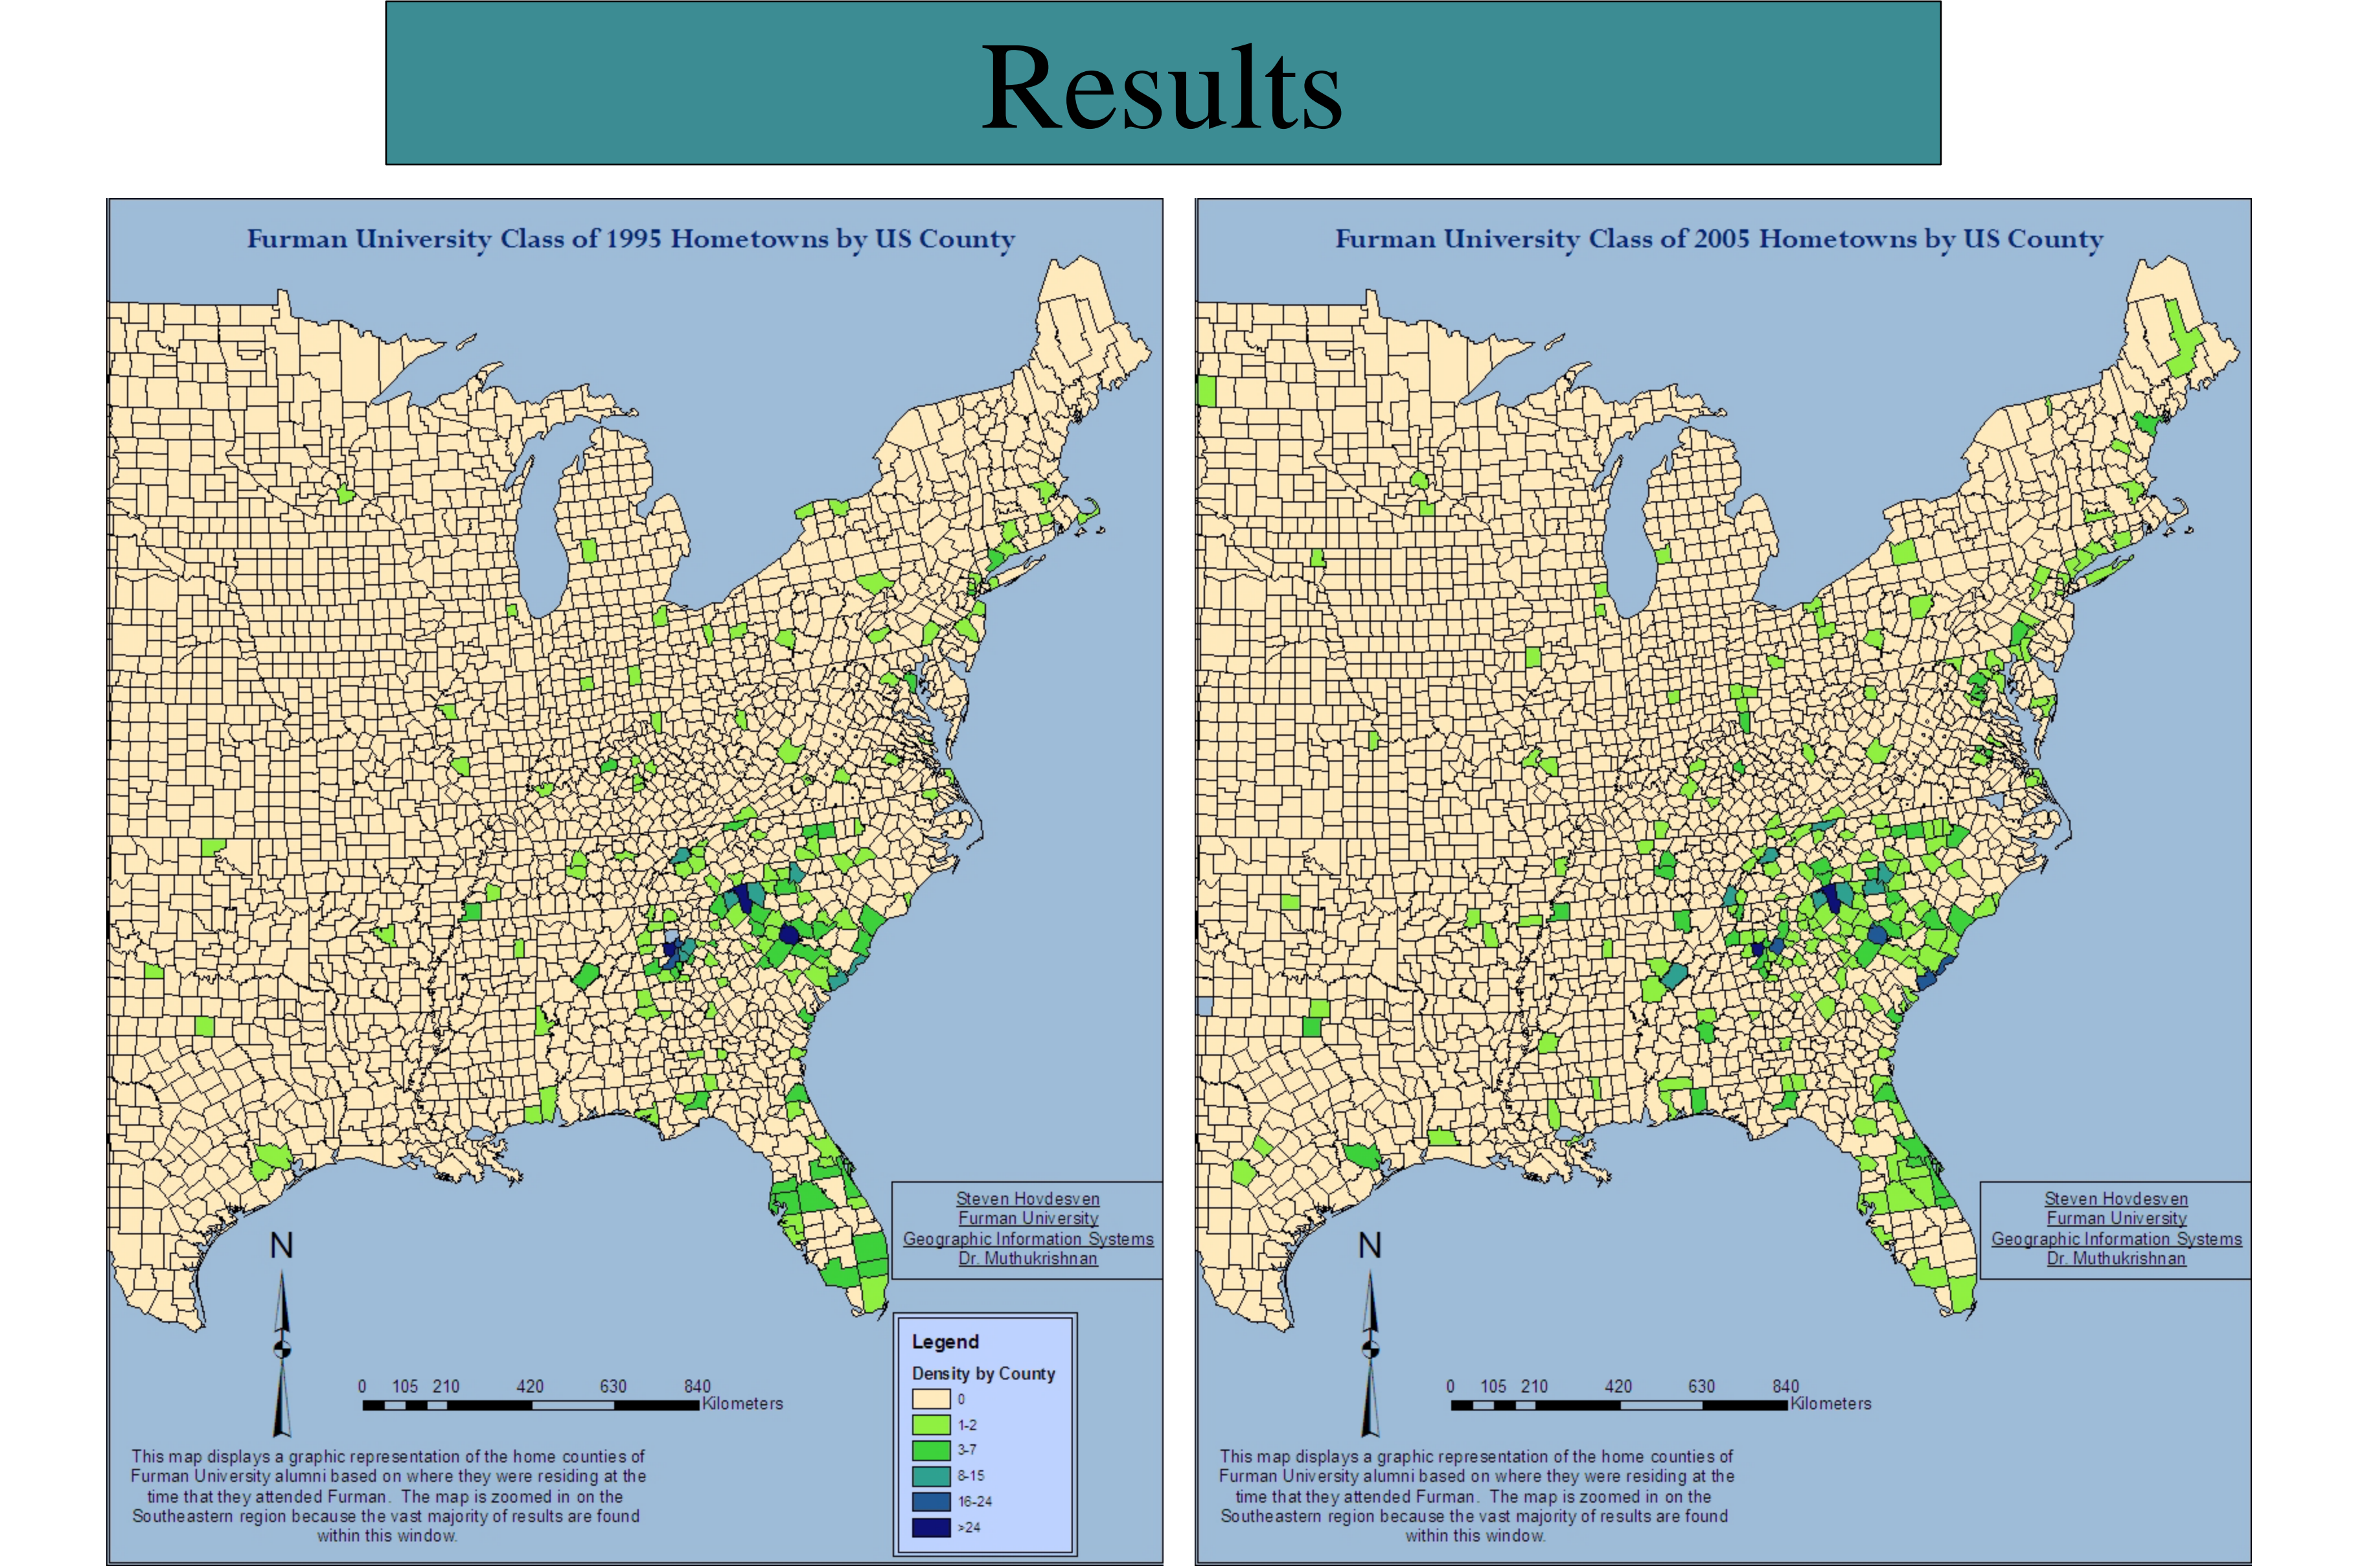 Results
Furman University Class of 1995 Hometowns by US County
N
0 105 210 420 630 840
Kilometers
This map displays a graphic representation of the home counties of
Furman University alumni based on where they were residing at the
time that they attended Furman. The map is zoomed in on the
Southeastern region because the vast majority of results are found
within this window.
Steven Hovdesven
Furman University
Geographic Information Systems
Dr. Muthukrishnan
Legend
Density by County
0
1-2
3-7
8-15
16-24
>24
Furman University Class of 2005 Hometowns by US County
Steven Hovdesven
Furman University
Geographic Information Systems
Dr. Muthukrishnan
N
0 105 210 420 630 840
Kilometers
This map displays a graphic representation of the home counties of
Furman University alumni based on where they were residing at the
time that they attended Furman. The map is zoomed in on the
Southeastern region because the vast majority of results are found
within this window.